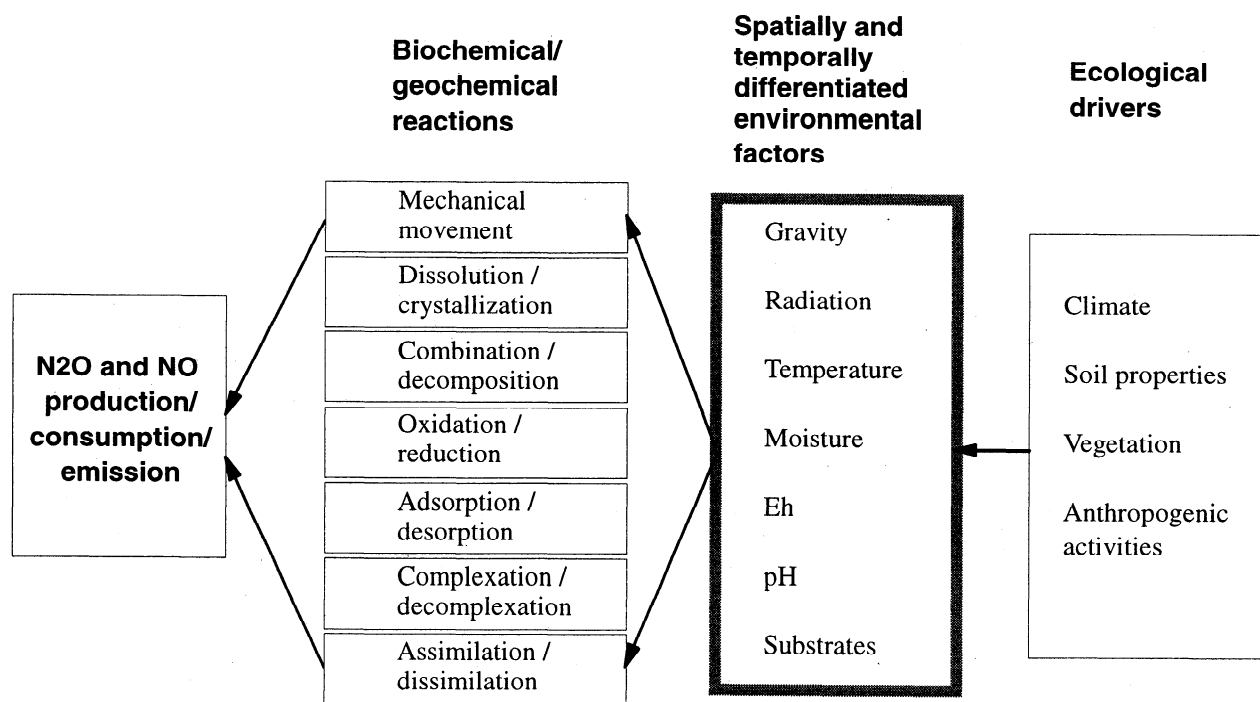 Biochemical/
geochemical
reactions
Spatially and
temporally
differentiated
environmental
factors
Ecological
drivers
N2O and NO
production/
consumption/
emission
Mechanical
movement
Dissolution /
crystallization
Combination /
decomposition
Oxidation /
reduction
Adsorption /
desorption
Complexation /
decomplexation
Assimilation /
dissimilation
Gravity
Radiation
Temperature
Moisture
Eh
pH
Substrates
Climate
Soil properties
Vegetation
Anthropogenic
activities